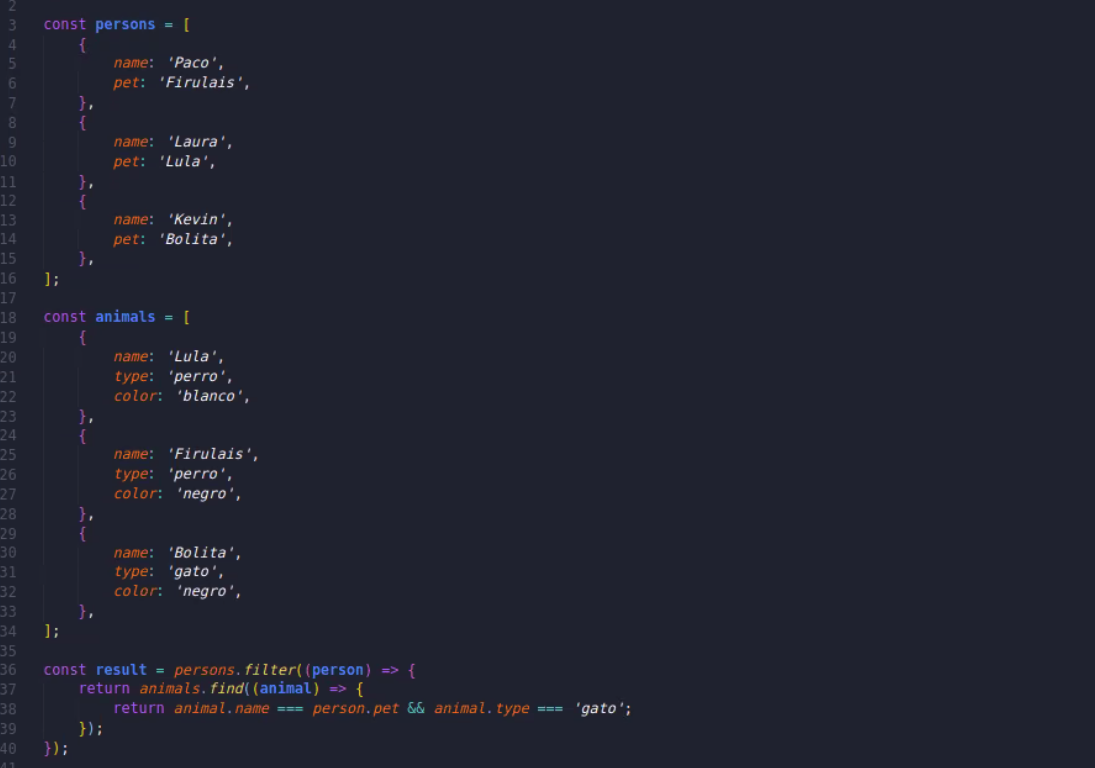 2
3 const persons = [
4 {
5 name: 'Paco',
6 pet: 'Firulais',
7 },
8 {
9 name: 'Laura',
10 pet: 'Lula',
11 },
12 {
13 name: 'Kevin',
14 pet: 'Bolita',
15 },
16 ];
17
18 const animals = [
19 {
20 name: 'Lula',
21 type: 'perro',
22 color: 'blanco',
23 },
24 {
25 name: 'Firulais',
26 type: 'perro',
27 color: 'negro',
28 },
29 {
30 name: 'Bolita',
31 type: 'gato',
32 color: 'negro',
33 },
34 ];
35
36 const result = persons.filter((person) => {
37 return animals.find((animal) => {
38 return animal.name === person.pet && animal.type === 'gato';
39 });
40 });
41